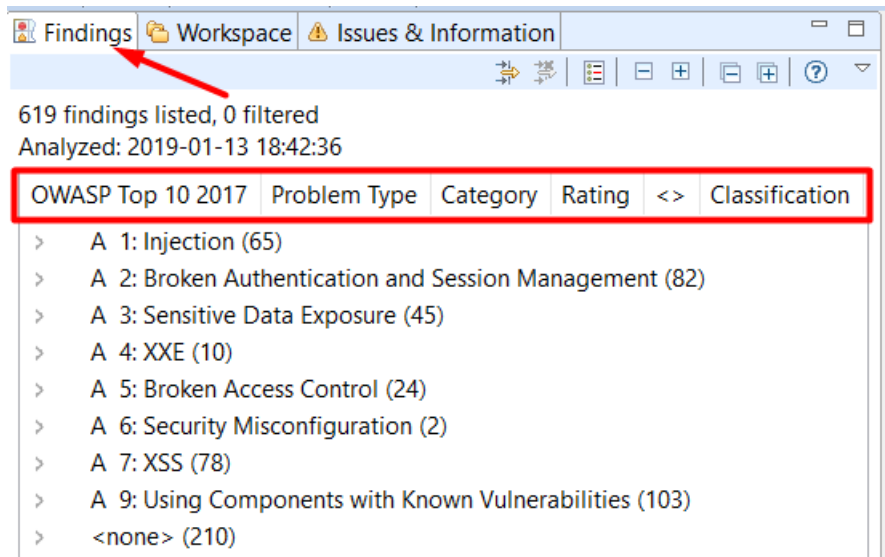 Findings Workspace Issues & Information
619 findings listed, 0 filtered
Analyzed: 2019-01-13 18:42:36
OWASP Top 10 2017 Problem Type Category Rating <> Classification
A 1: Injection (65)
A 2: Broken Authentication and Session Management (82)
A 3: Sensitive Data Exposure (45)
A 4: XXE (10)
A 5: Broken Access Control (24)
A 6: Security Misconfiguration (2)
A 7: XSS (78)
A 9: Using Components with Known Vulnerabilities (103)
<none> (210)